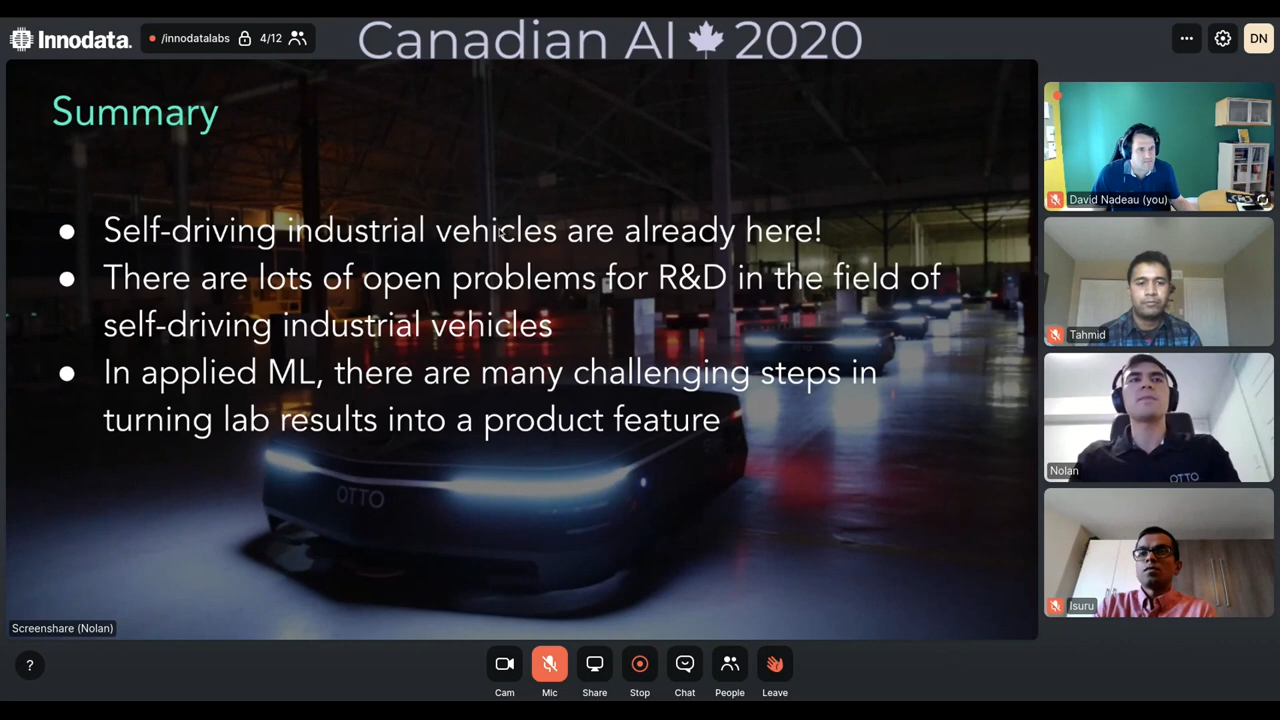 Canadian AI 2020
Innodata.
/innodatalabs
4/12
DN
Summary
● Self-driving industrial vehicles are already here!
● There are lots of open problems for R&D in the field of
self-driving industrial vehicles
● In applied ML, there are many challenging steps in
turning lab results into a product feature
OTTO
Screenshare (Nolan)
David Nadeau (you)
Tahmid
OTTO
Nolan
Isuru
?
Cam
Mic
Share
Stop
Chat
People
Leave